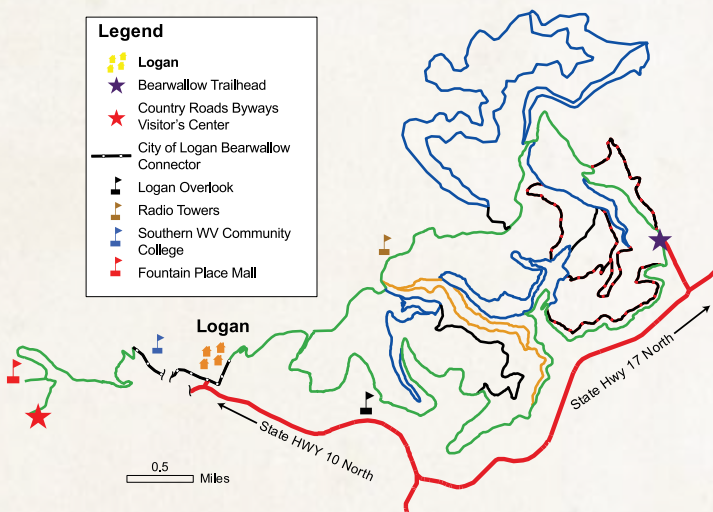 Legend
Logan
Bearwallow Trailhead
Country Roads Byways
Visitor's Center
City of Logan Bearwallow
Connector
Logan Overlook
Radio Towers
Southern WV Community
College
Fountain Place Mall
Logan
State HWY 10 North
State Hwy 17 North
0.5
Miles